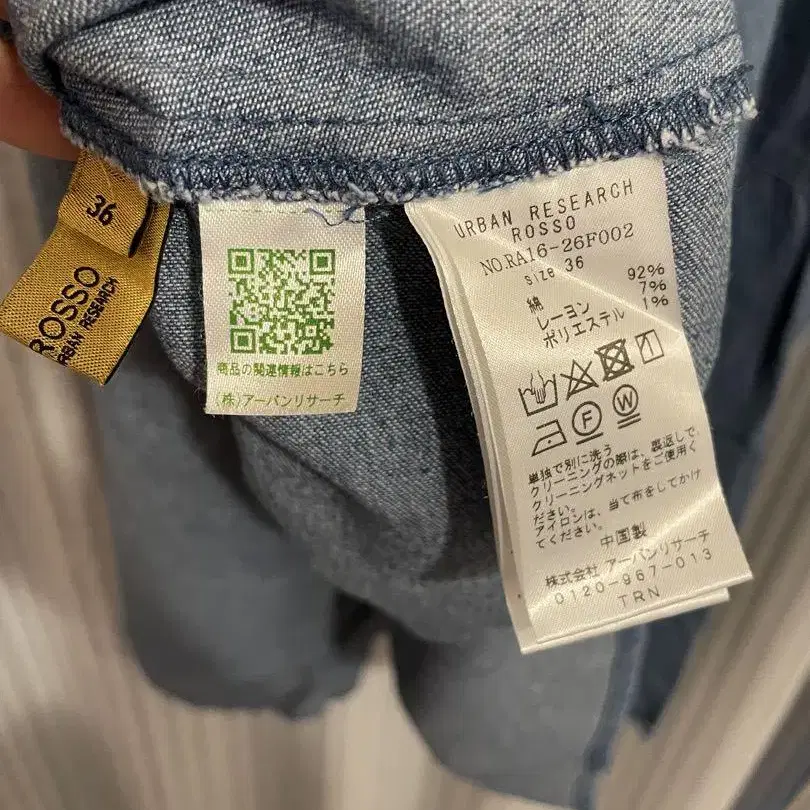 36
ROSSO
URBAN RESEARCH
商品の関連情報はこちら
(株)アーバンリサーチ
URBAN RESEARCH
ROSSO
NO.RA16-26F002
size 36
綿 92%
レーヨン 7%
ポリエステル 1%
F
W
単独で別に洗う
クリーニングの際は、裏返して、
クリーニングネットをご使用く
ださい。
アイロンは、当て布をしてかけ
てください。
中国製
株式会社 アーバンリサーチ
0120-967-013
TRN